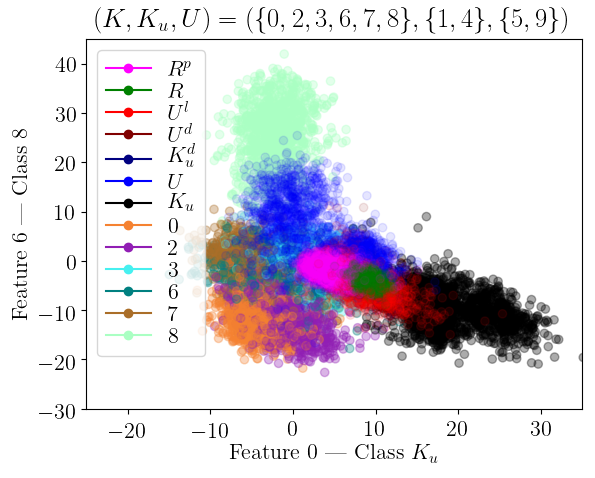 (K, K_u, U) = ({0, 2, 3, 6, 7, 8}, {1, 4}, {5, 9})
Feature 6 — Class 8
40
30
20
10
0
−10
−20
−30
R^p
R
U^l
U^d
K_u^d
U
K_u
0
2
3
6
7
8
−20 −10 0 10 20 30
Feature 0 — Class K_u